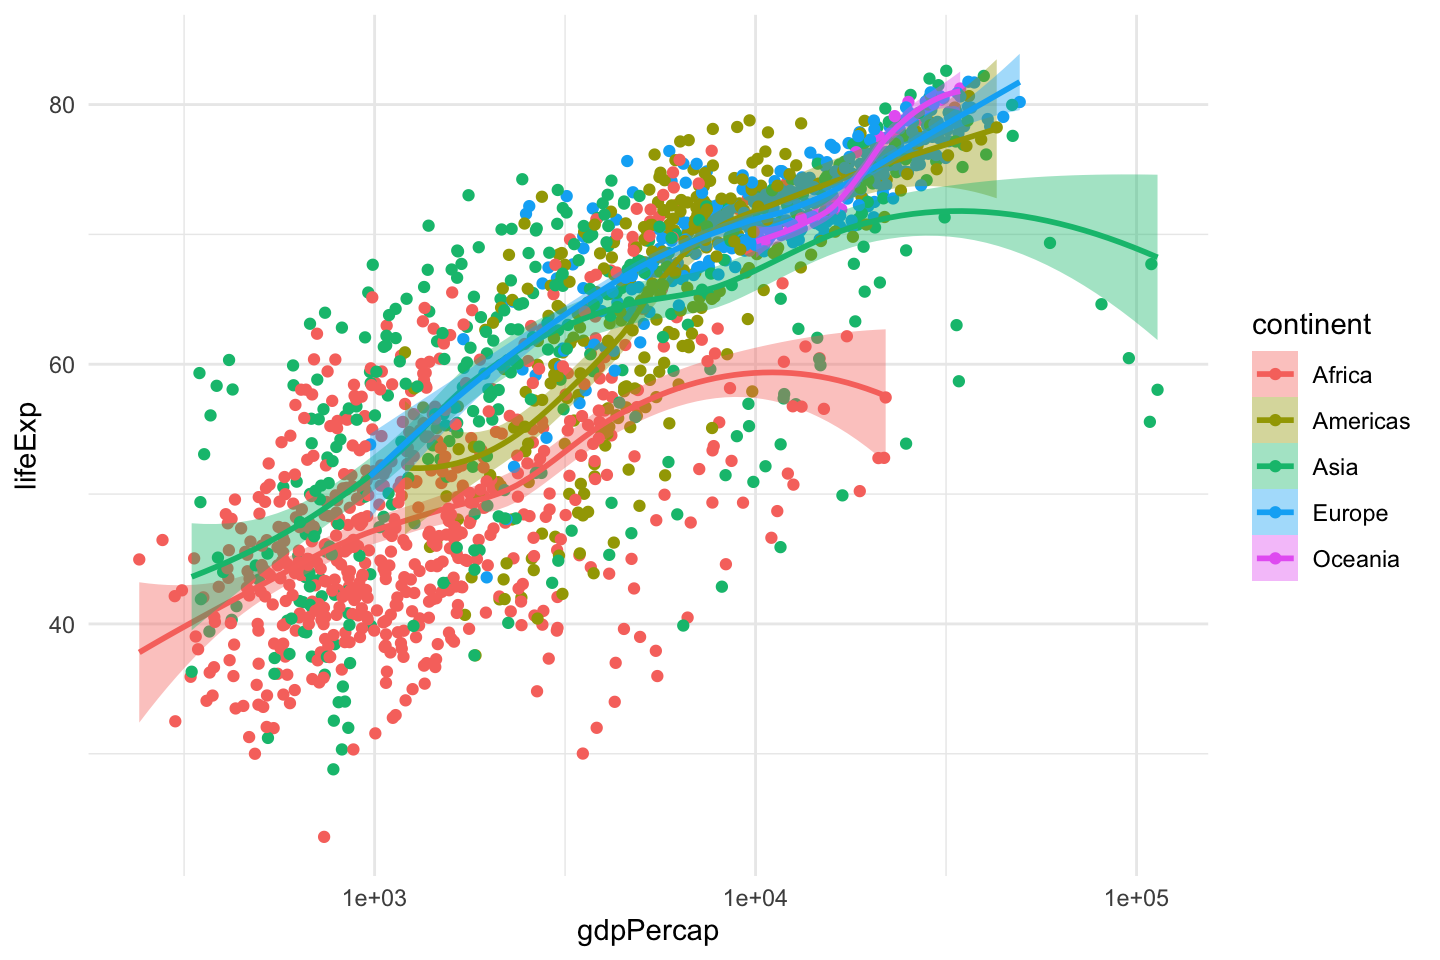 80
60
40
lifeExp
1e+03
1e+04
1e+05
gdpPercap
continent
Africa
Americas
Asia
Europe
Oceania